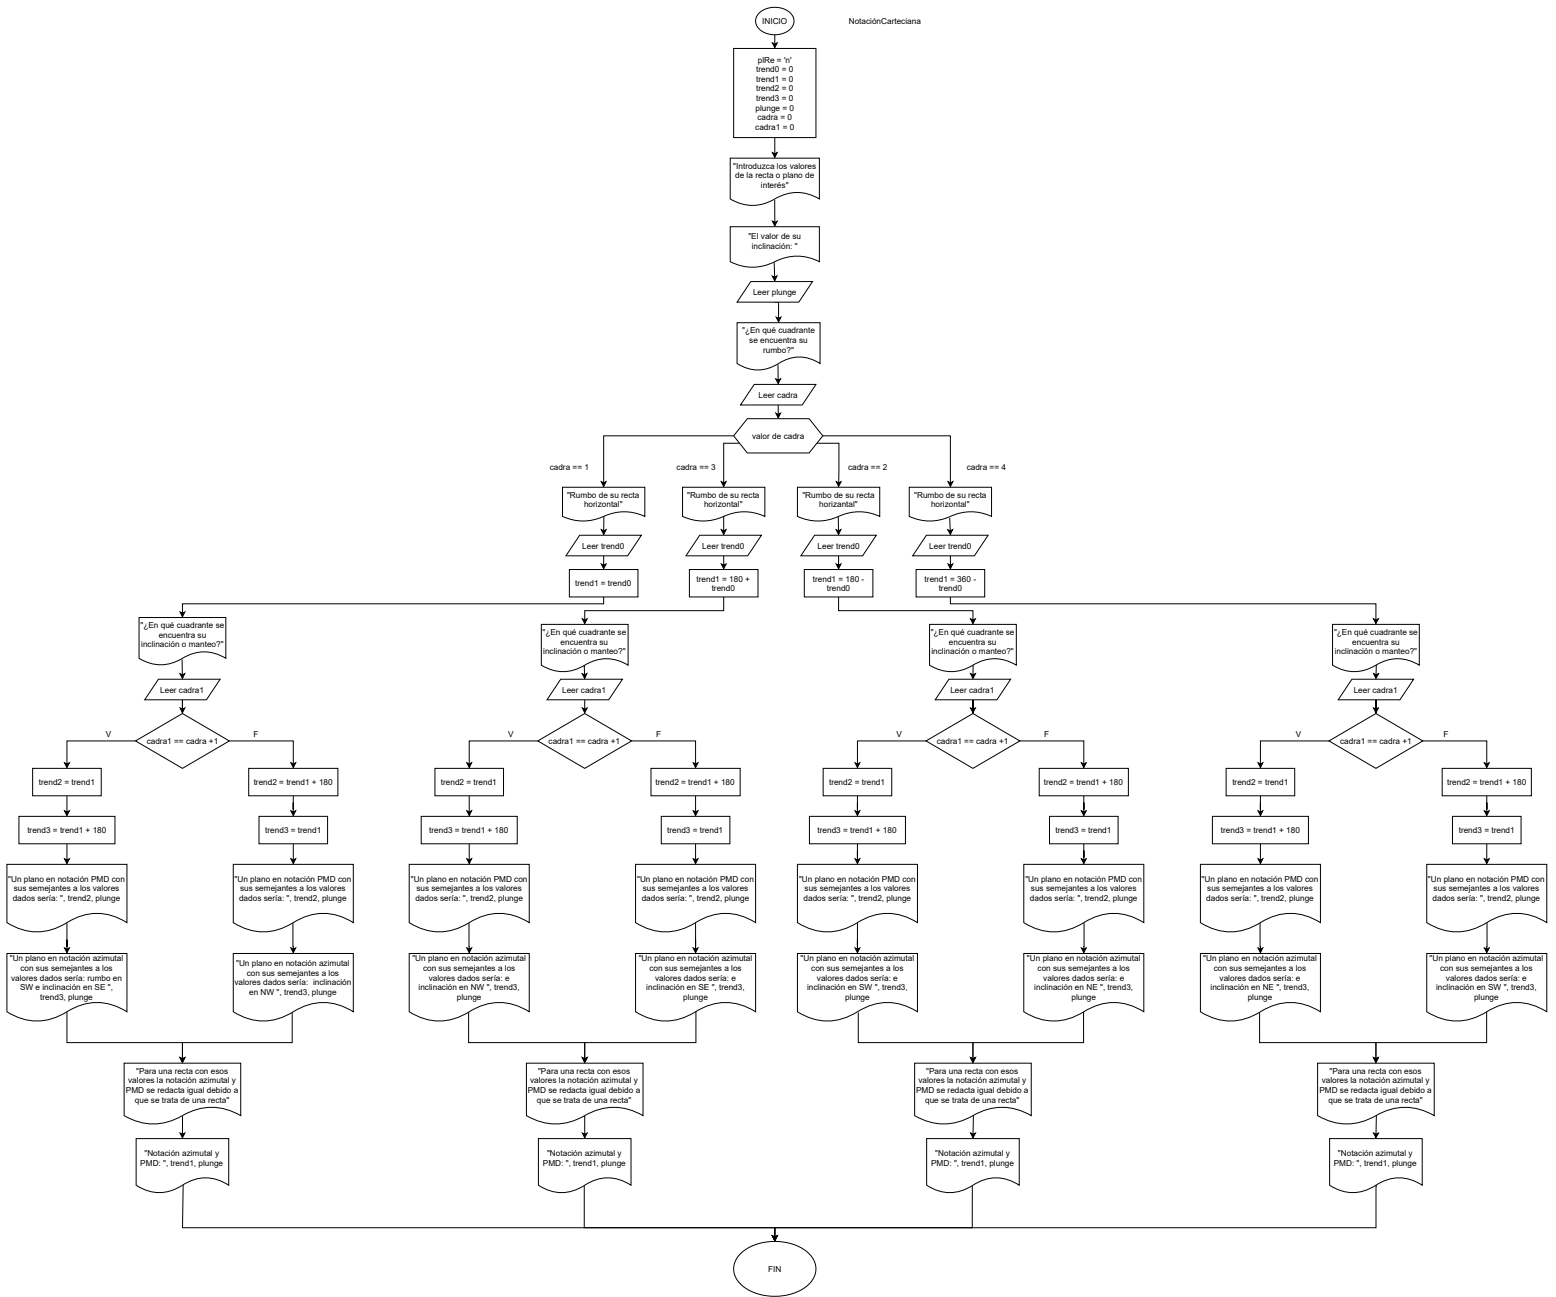 INICIO
NotaciónCarteciana
plRe = 'n'
trend0 = 0
trend1 = 0
trend2 = 0
trend3 = 0
plunge = 0
cadra = 0
cadra1 = 0
"Introduzca los valores
de la recta o plano de
interés"
"El valor de su
inclinación: "
Leer plunge
"¿En qué cuadrante
se encuentra su
rumbo?"
Leer cadra
valor de cadra
cadra == 1
cadra == 3
cadra == 2
cadra == 4
"Rumbo de su recta
horizontal"
"Rumbo de su recta
horizontal"
"Rumbo de su recta
horizantal"
"Rumbo de su recta
horizontal"
Leer trend0
Leer trend0
Leer trend0
Leer trend0
trend1 = trend0
trend1 = 180 +
trend0
trend1 = 180 -
trend0
trend1 = 360 -
trend0
"¿En qué cuadrante se
encuentra su
inclinación o manteo?"
"¿En qué cuadrante se
encuentra su
inclinación o manteo?"
"¿En qué cuadrante se
encuentra su
inclinación o manteo?"
"¿En qué cuadrante se
encuentra su
inclinación o manteo?"
Leer cadra1
Leer cadra1
Leer cadra1
Leer cadra1
V
cadra1 == cadra +1
F
V
cadra1 == cadra +1
F
V
cadra1 == cadra +1
F
V
cadra1 == cadra +1
F
trend2 = trend1
trend2 = trend1 + 180
trend2 = trend1
trend2 = trend1 + 180
trend2 = trend1
trend2 = trend1 + 180
trend2 = trend1
trend2 = trend1 + 180
trend3 = trend1 + 180
trend3 = trend1
trend3 = trend1 + 180
trend3 = trend1
trend3 = trend1 + 180
trend3 = trend1
trend3 = trend1 + 180
trend3 = trend1
"Un plano en notación PMD con
sus semejantes a los valores
dados sería: ", trend2, plunge
"Un plano en notación PMD con
sus semejantes a los valores
dados sería: ", trend2, plunge
"Un plano en notación PMD con
sus semejantes a los valores
dados sería: ", trend2, plunge
"Un plano en notación PMD con
sus semejantes a los valores
dados sería: ", trend2, plunge
"Un plano en notación PMD con
sus semejantes a los valores
dados sería: ", trend2, plunge
"Un plano en notación PMD con
sus semejantes a los valores
dados sería: ", trend2, plunge
"Un plano en notación PMD con
sus semejantes a los valores
dados sería: ", trend2, plunge
"Un plano en notación PMD con
sus semejantes a los valores
dados sería: ", trend2, plunge
"Un plano en notación azimutal
con sus semejantes a los
valores dados sería: rumbo en
SW e inclinación en SE ",
trend3, plunge
"Un plano en notación azimutal
con sus semejantes a los
valores dados sería:  inclinación
en NW ", trend3, plunge
"Un plano en notación azimutal
con sus semejantes a los
valores dados sería: e
inclinación en NW ", trend3,
plunge
"Un plano en notación azimutal
con sus semejantes a los
valores dados sería: e
inclinación en SE ", trend3,
plunge
"Un plano en notación azimutal
con sus semejantes a los
valores dados sería: e
inclinación en SW ", trend3,
plunge
"Un plano en notación azimutal
con sus semejantes a los
valores dados sería: e
inclinación en NE ", trend3,
plunge
"Un plano en notación azimutal
con sus semejantes a los
valores dados sería: e
inclinación en NE ", trend3,
plunge
"Un plano en notación azimutal
con sus semejantes a los
valores dados sería: e
inclinación en SW ", trend3,
plunge
"Para una recta con esos
valores la notación azimutal y
PMD se redacta igual debido a
que se trata de una recta"
"Para una recta con esos
valores la notación azimutal y
PMD se redacta igual debido a
que se trata de una recta"
"Para una recta con esos
valores la notación azimutal y
PMD se redacta igual debido a
que se trata de una recta"
"Para una recta con esos
valores la notación azimutal y
PMD se redacta igual debido a
que se trata de una recta"
"Notación azimutal y
PMD: ", trend1, plunge
"Notación azimutal y
PMD: ", trend1, plunge
"Notación azimutal y
PMD: ", trend1, plunge
"Notación azimutal y
PMD: ", trend1, plunge
FIN